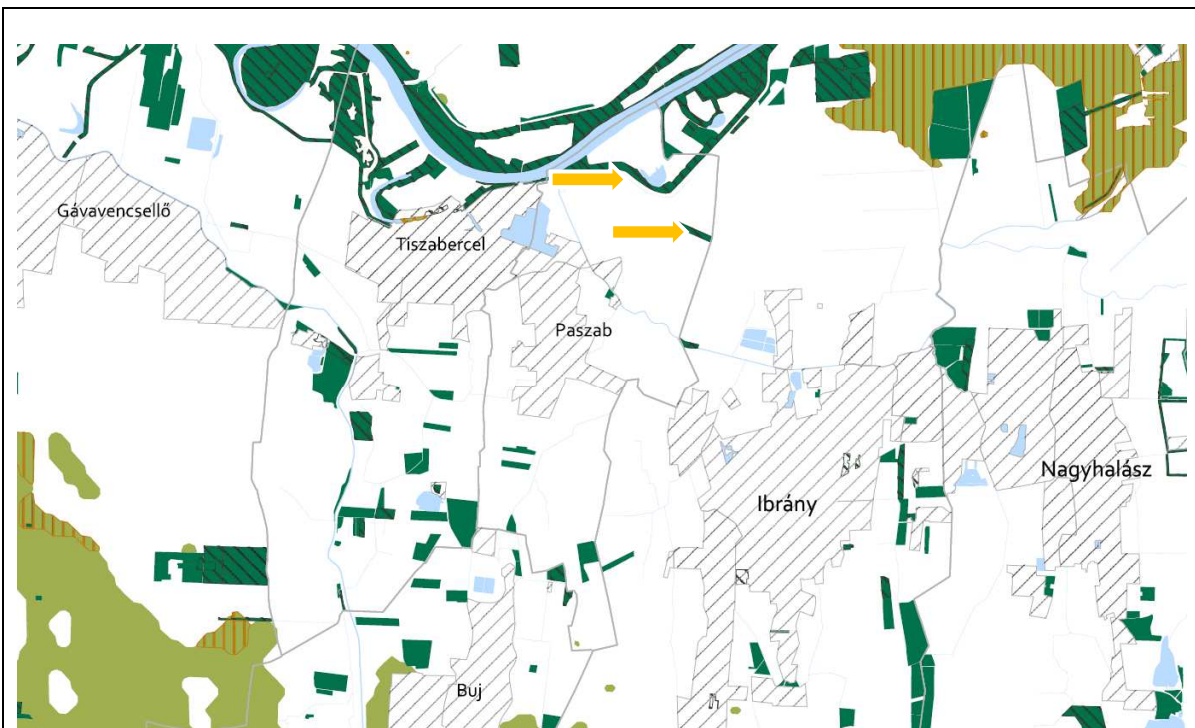 Gávavencsellő
Tiszabercel
Paszab
Ibrány
Nagyhalász
Buj